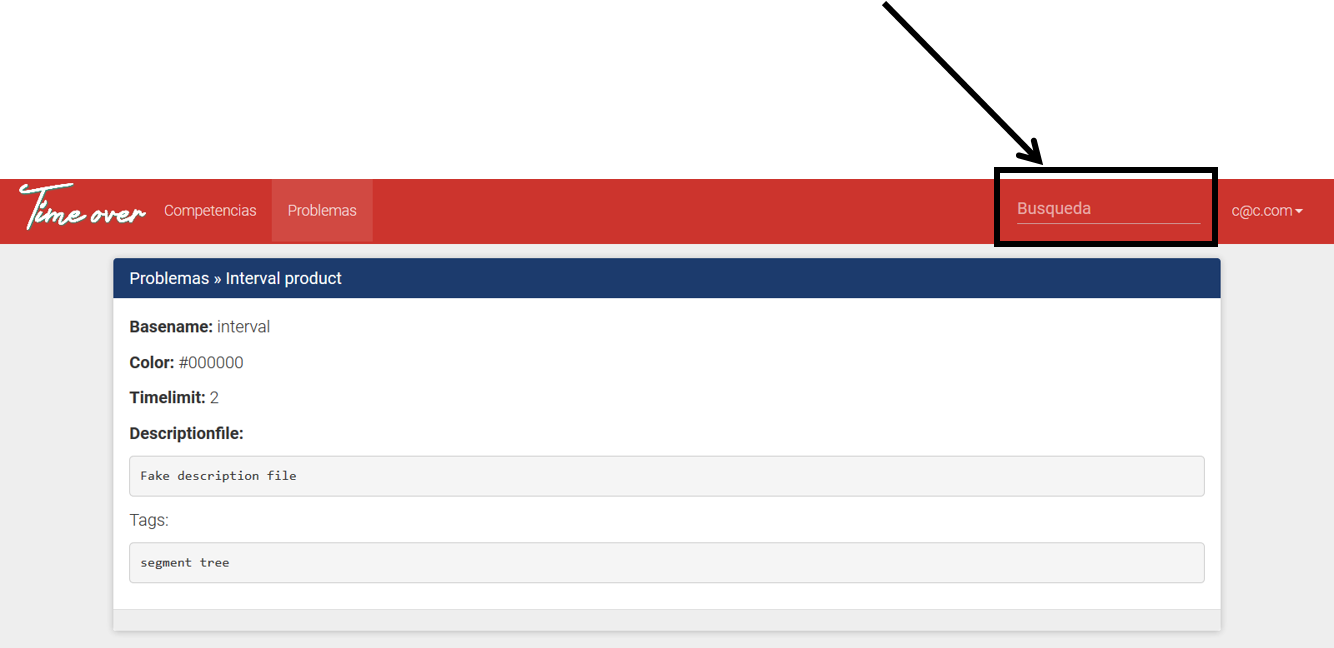 Time over Competencias Problemas Busqueda c@c.com
Problemas » Interval product
Basename: interval
Color: #000000
Timelimit: 2
Descriptionfile:
Fake description file
Tags:
segment tree